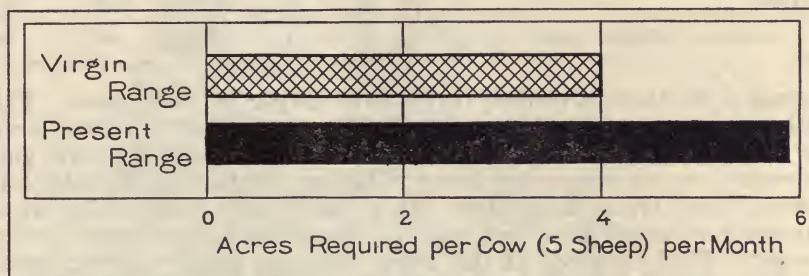 Virgin
Range
Present
Range
0 2 4 6
Acres Required per Cow (5 Sheep) per Month